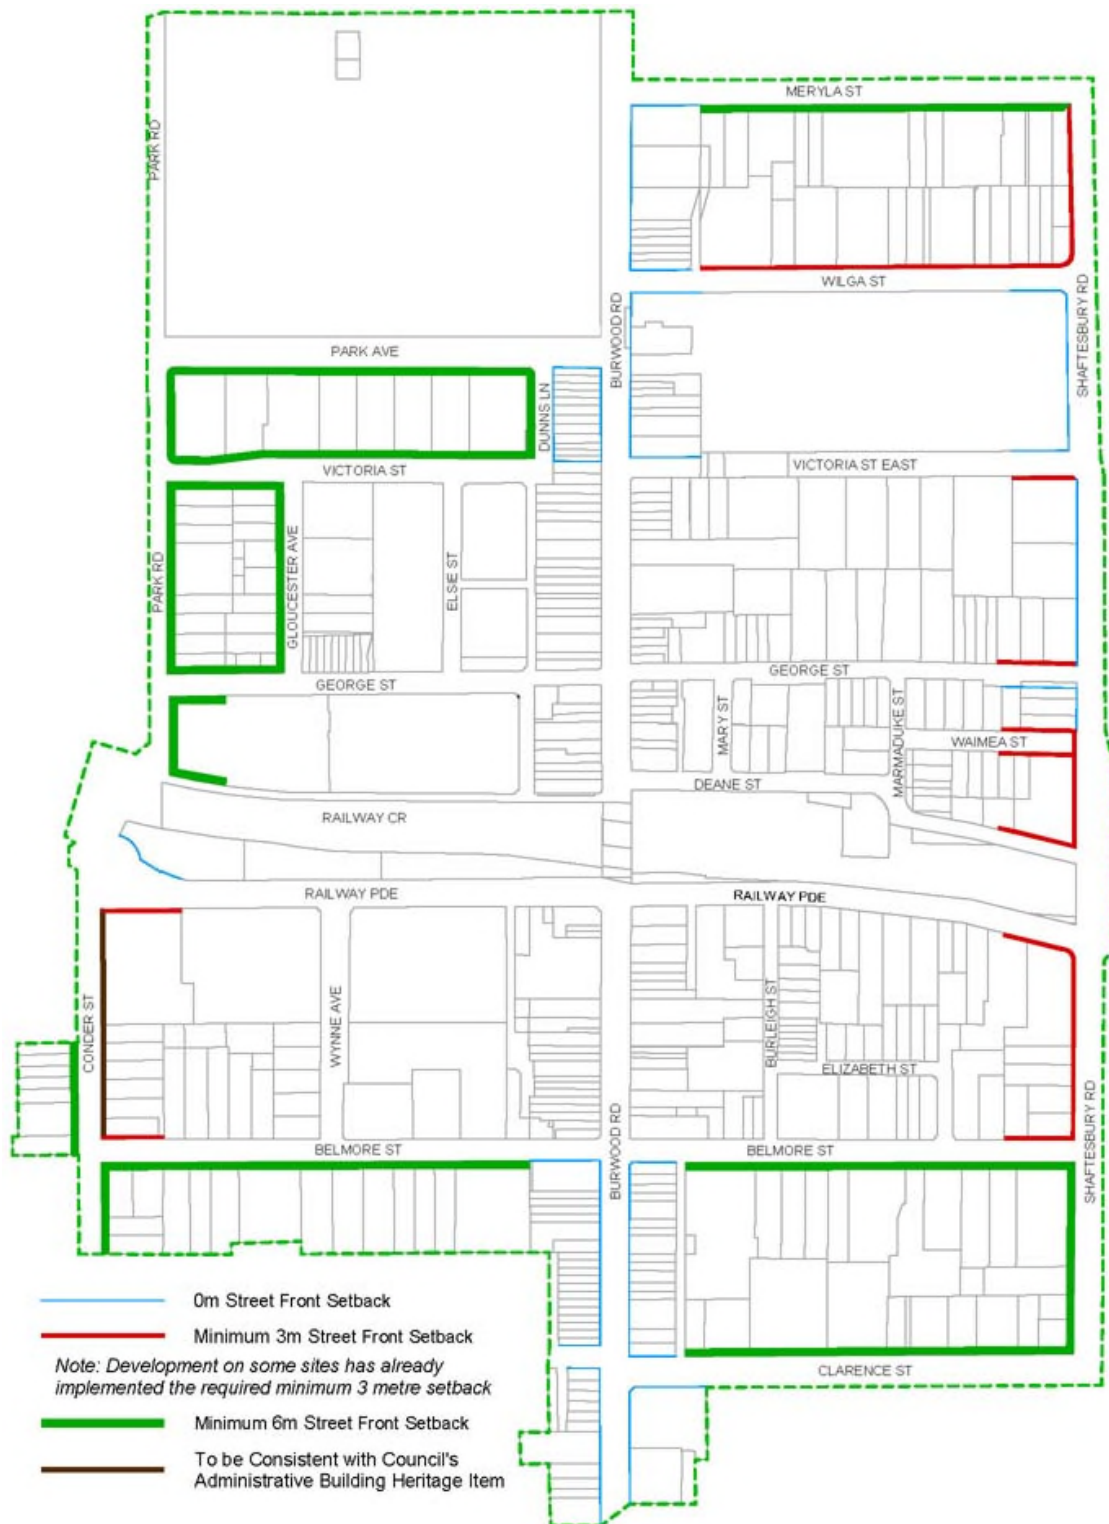 MERYLA ST
PARK RD
WILGA ST
BURWOOD RD
SHAFTESBURY RD
PARK AVE
DUNNS LN
VICTORIA ST
VICTORIA ST EAST
PARK RD
GLOUCESTER AVE
ELSIE ST
GEORGE ST
GEORGE ST
MARY ST
MARMADUKE ST
WAIMEA ST
DEANE ST
RAILWAY CR
RAILWAY PDE
RAILWAY PDE
CONDER ST
WYNNE AVE
BURLEIGH ST
ELIZABETH ST
BELMORE ST
BURWOOD RD
BELMORE ST
SHAFTESBURY RD
CLARENCE ST
0m Street Front Setback
Minimum 3m Street Front Setback
Note: Development on some sites has already
implemented the required minimum 3 metre setback
Minimum 6m Street Front Setback
To be Consistent with Council's
Administrative Building Heritage Item